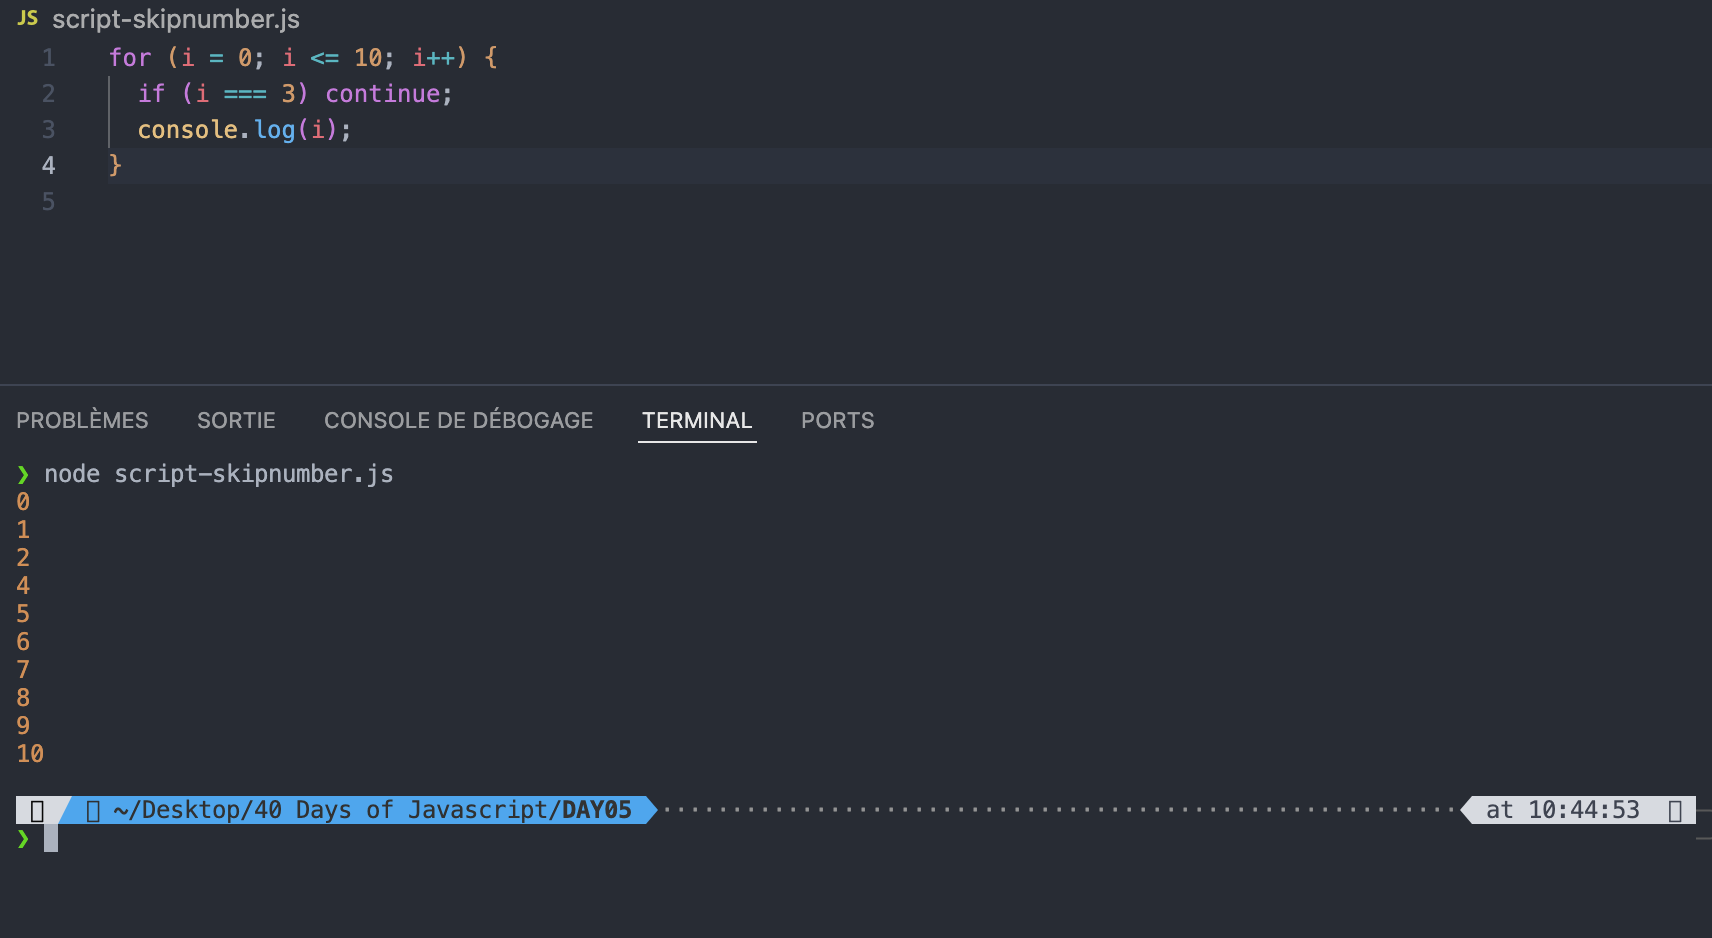 JS script-skipnumber.js
1 for (i = 0; i <= 10; i++) {
2 if (i === 3) continue;
3 console.log(i);
4 }
5
PROBLÈMES SORTIE CONSOLE DE DÉBOGAGE TERMINAL PORTS
❯ node script-skipnumber.js
0
1
2
4
5
6
7
8
9
10
~/Desktop/40 Days of Javascript/DAY05 at 10:44:53
❯